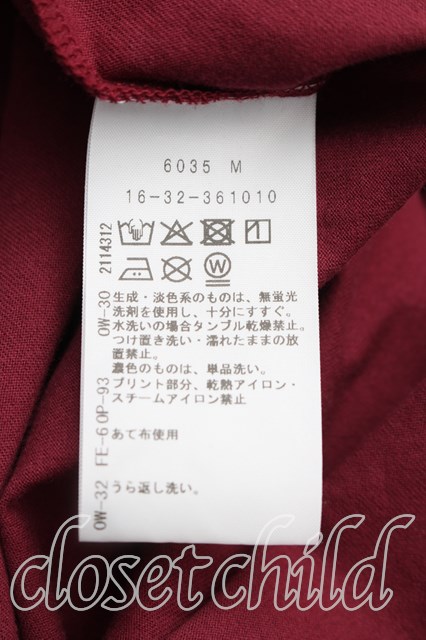 6035 M
16-32-361010
W
生成・淡色系のものは、無蛍光
洗剤を使用し、十分にすすぐ。
水洗いの場合タンブル乾燥禁止。
つけ置き洗い・濡れたままの放
置禁止。
濃色のものは、単品洗い。
プリント部分、乾熱アイロン・
スチームアイロン禁止
あて布使用
うら返し洗い。
OW-32 FE-60P-93 OW-30 2114312
closet child